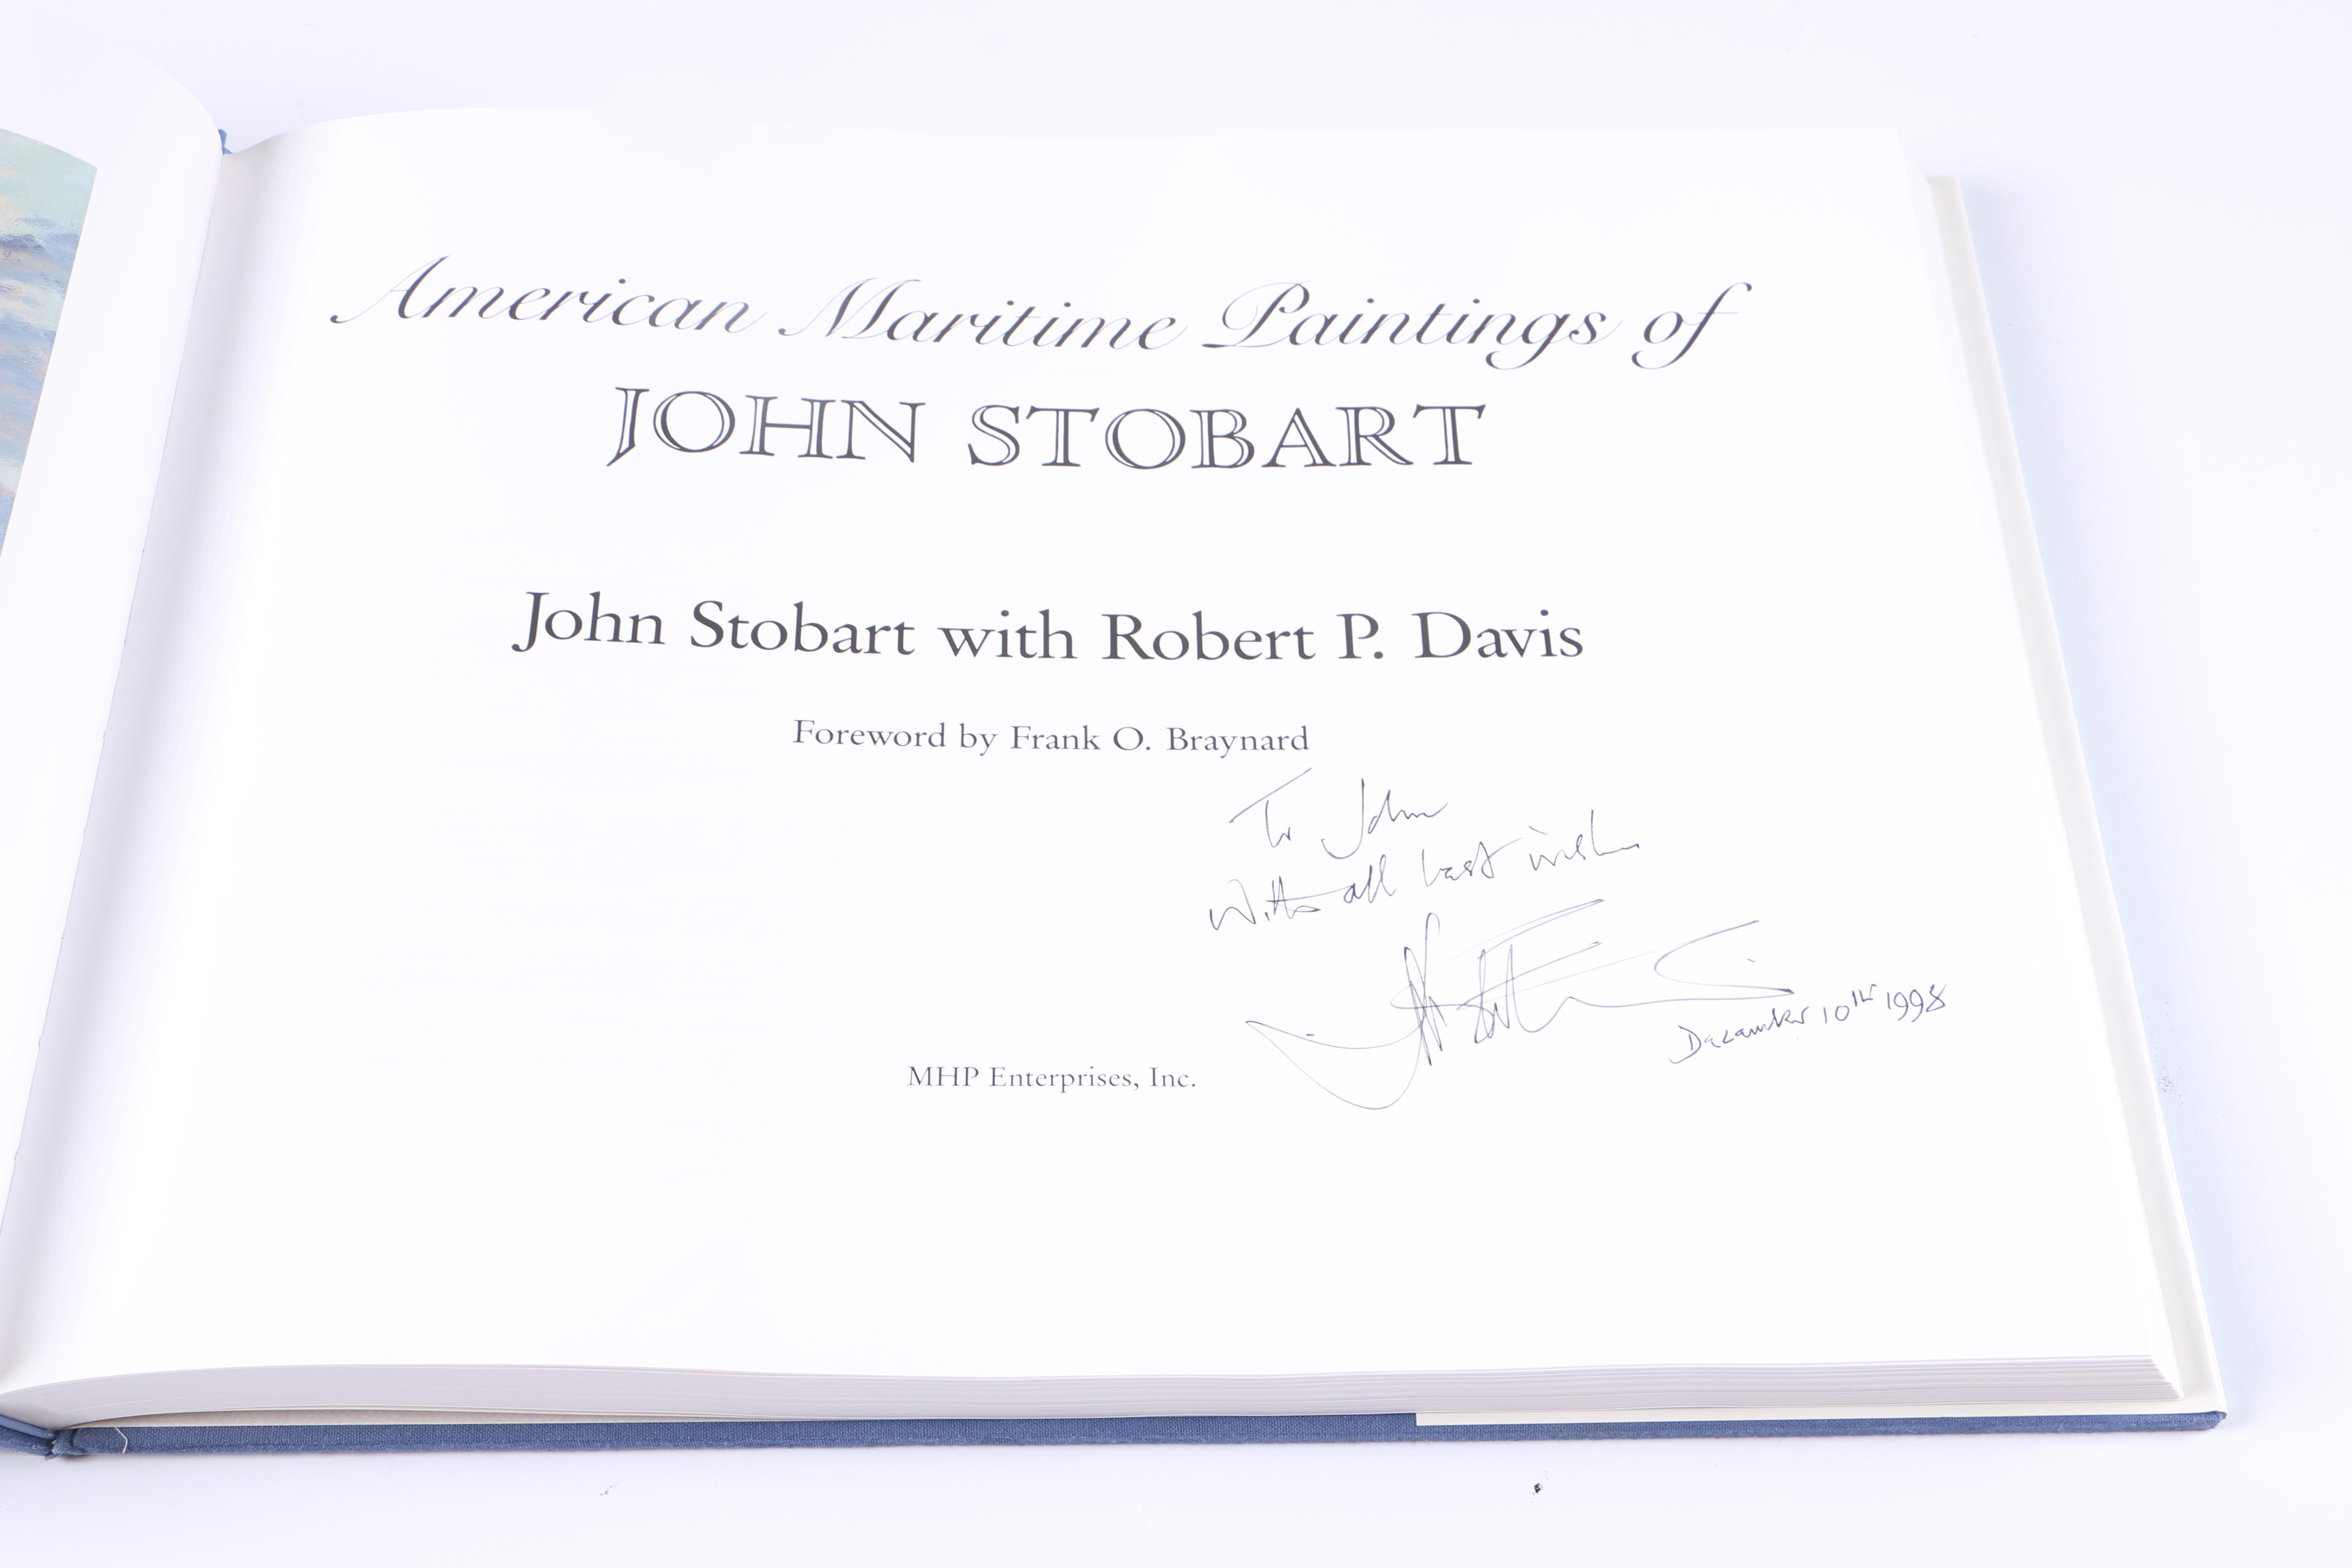 American Maritime Paintings of
JOHN STOBART
John Stobart with Robert P. Davis
Foreword by Frank O. Braynard
To John
With all best wishes
MHP Enterprises, Inc.
December 10th 1998